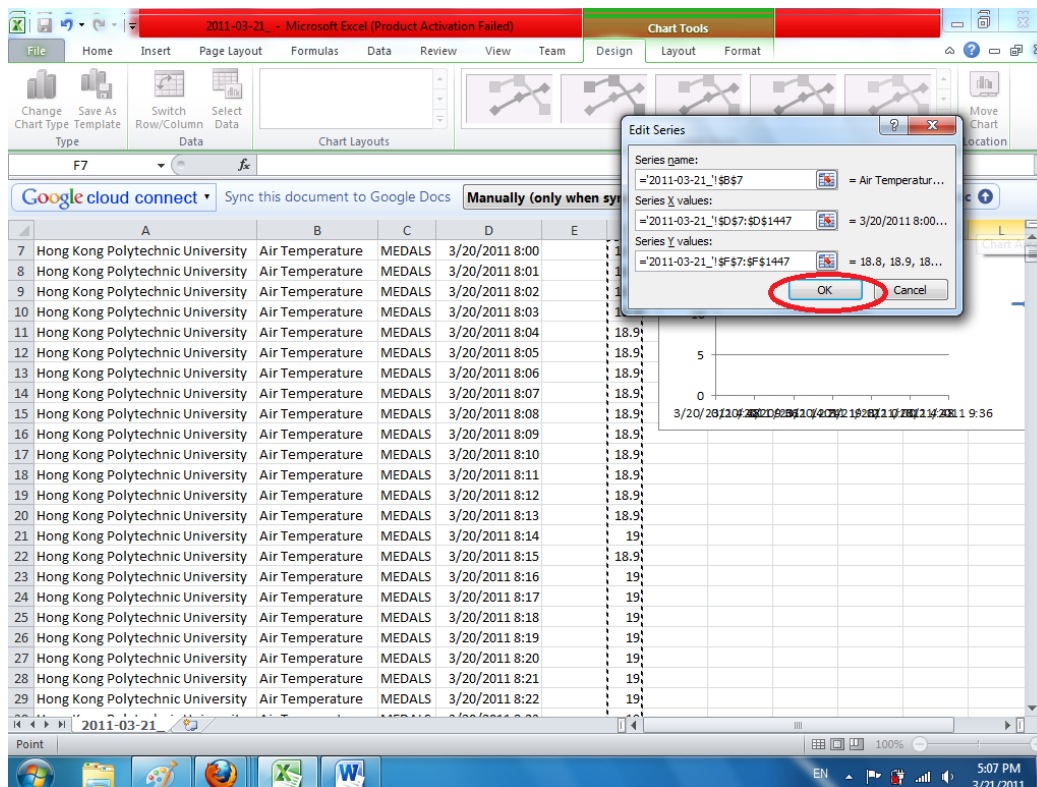 2011-03-21_ - Microsoft Excel (Product Activation Failed) Chart Tools
File Home Insert Page Layout Formulas Data Review View Team Design Layout Format
Change Chart Type Save As Template Switch Row/Column Select Data Move Chart
Type Data Chart Layouts Location
F7 fx
Google cloud connect Sync this document to Google Docs Manually (only when
Edit Series
Series name:
='2011-03-21_'!$B$7 = Air Temperatur...
Series X values:
='2011-03-21_'!$D$7:$D$1447 = 3/20/2011 8:00...
Series Y values:
='2011-03-21_'!$F$7:$F$1447 = 18.8, 18.9, 18...
OK Cancel
A B C D E L
7 Hong Kong Polytechnic University Air Temperature MEDALS 3/20/2011 8:00
8 Hong Kong Polytechnic University Air Temperature MEDALS 3/20/2011 8:01
9 Hong Kong Polytechnic University Air Temperature MEDALS 3/20/2011 8:02
10 Hong Kong Polytechnic University Air Temperature MEDALS 3/20/2011 8:03
11 Hong Kong Polytechnic University Air Temperature MEDALS 3/20/2011 8:04 18.9
12 Hong Kong Polytechnic University Air Temperature MEDALS 3/20/2011 8:05 18.9
13 Hong Kong Polytechnic University Air Temperature MEDALS 3/20/2011 8:06 18.9
14 Hong Kong Polytechnic University Air Temperature MEDALS 3/20/2011 8:07 18.9
15 Hong Kong Polytechnic University Air Temperature MEDALS 3/20/2011 8:08 18.9
16 Hong Kong Polytechnic University Air Temperature MEDALS 3/20/2011 8:09 18.9
17 Hong Kong Polytechnic University Air Temperature MEDALS 3/20/2011 8:10 18.9
18 Hong Kong Polytechnic University Air Temperature MEDALS 3/20/2011 8:11 18.9
19 Hong Kong Polytechnic University Air Temperature MEDALS 3/20/2011 8:12 18.9
20 Hong Kong Polytechnic University Air Temperature MEDALS 3/20/2011 8:13 18.9
21 Hong Kong Polytechnic University Air Temperature MEDALS 3/20/2011 8:14 19
22 Hong Kong Polytechnic University Air Temperature MEDALS 3/20/2011 8:15 18.9
23 Hong Kong Polytechnic University Air Temperature MEDALS 3/20/2011 8:16 19
24 Hong Kong Polytechnic University Air Temperature MEDALS 3/20/2011 8:17 19
25 Hong Kong Polytechnic University Air Temperature MEDALS 3/20/2011 8:18 19
26 Hong Kong Polytechnic University Air Temperature MEDALS 3/20/2011 8:19 19
27 Hong Kong Polytechnic University Air Temperature MEDALS 3/20/2011 8:20 19
28 Hong Kong Polytechnic University Air Temperature MEDALS 3/20/2011 8:21 19
29 Hong Kong Polytechnic University Air Temperature MEDALS 3/20/2011 8:22 19
5
0
9:36
2011-03-21_
Point 100%
EN 5:07 PM
3/21/2011